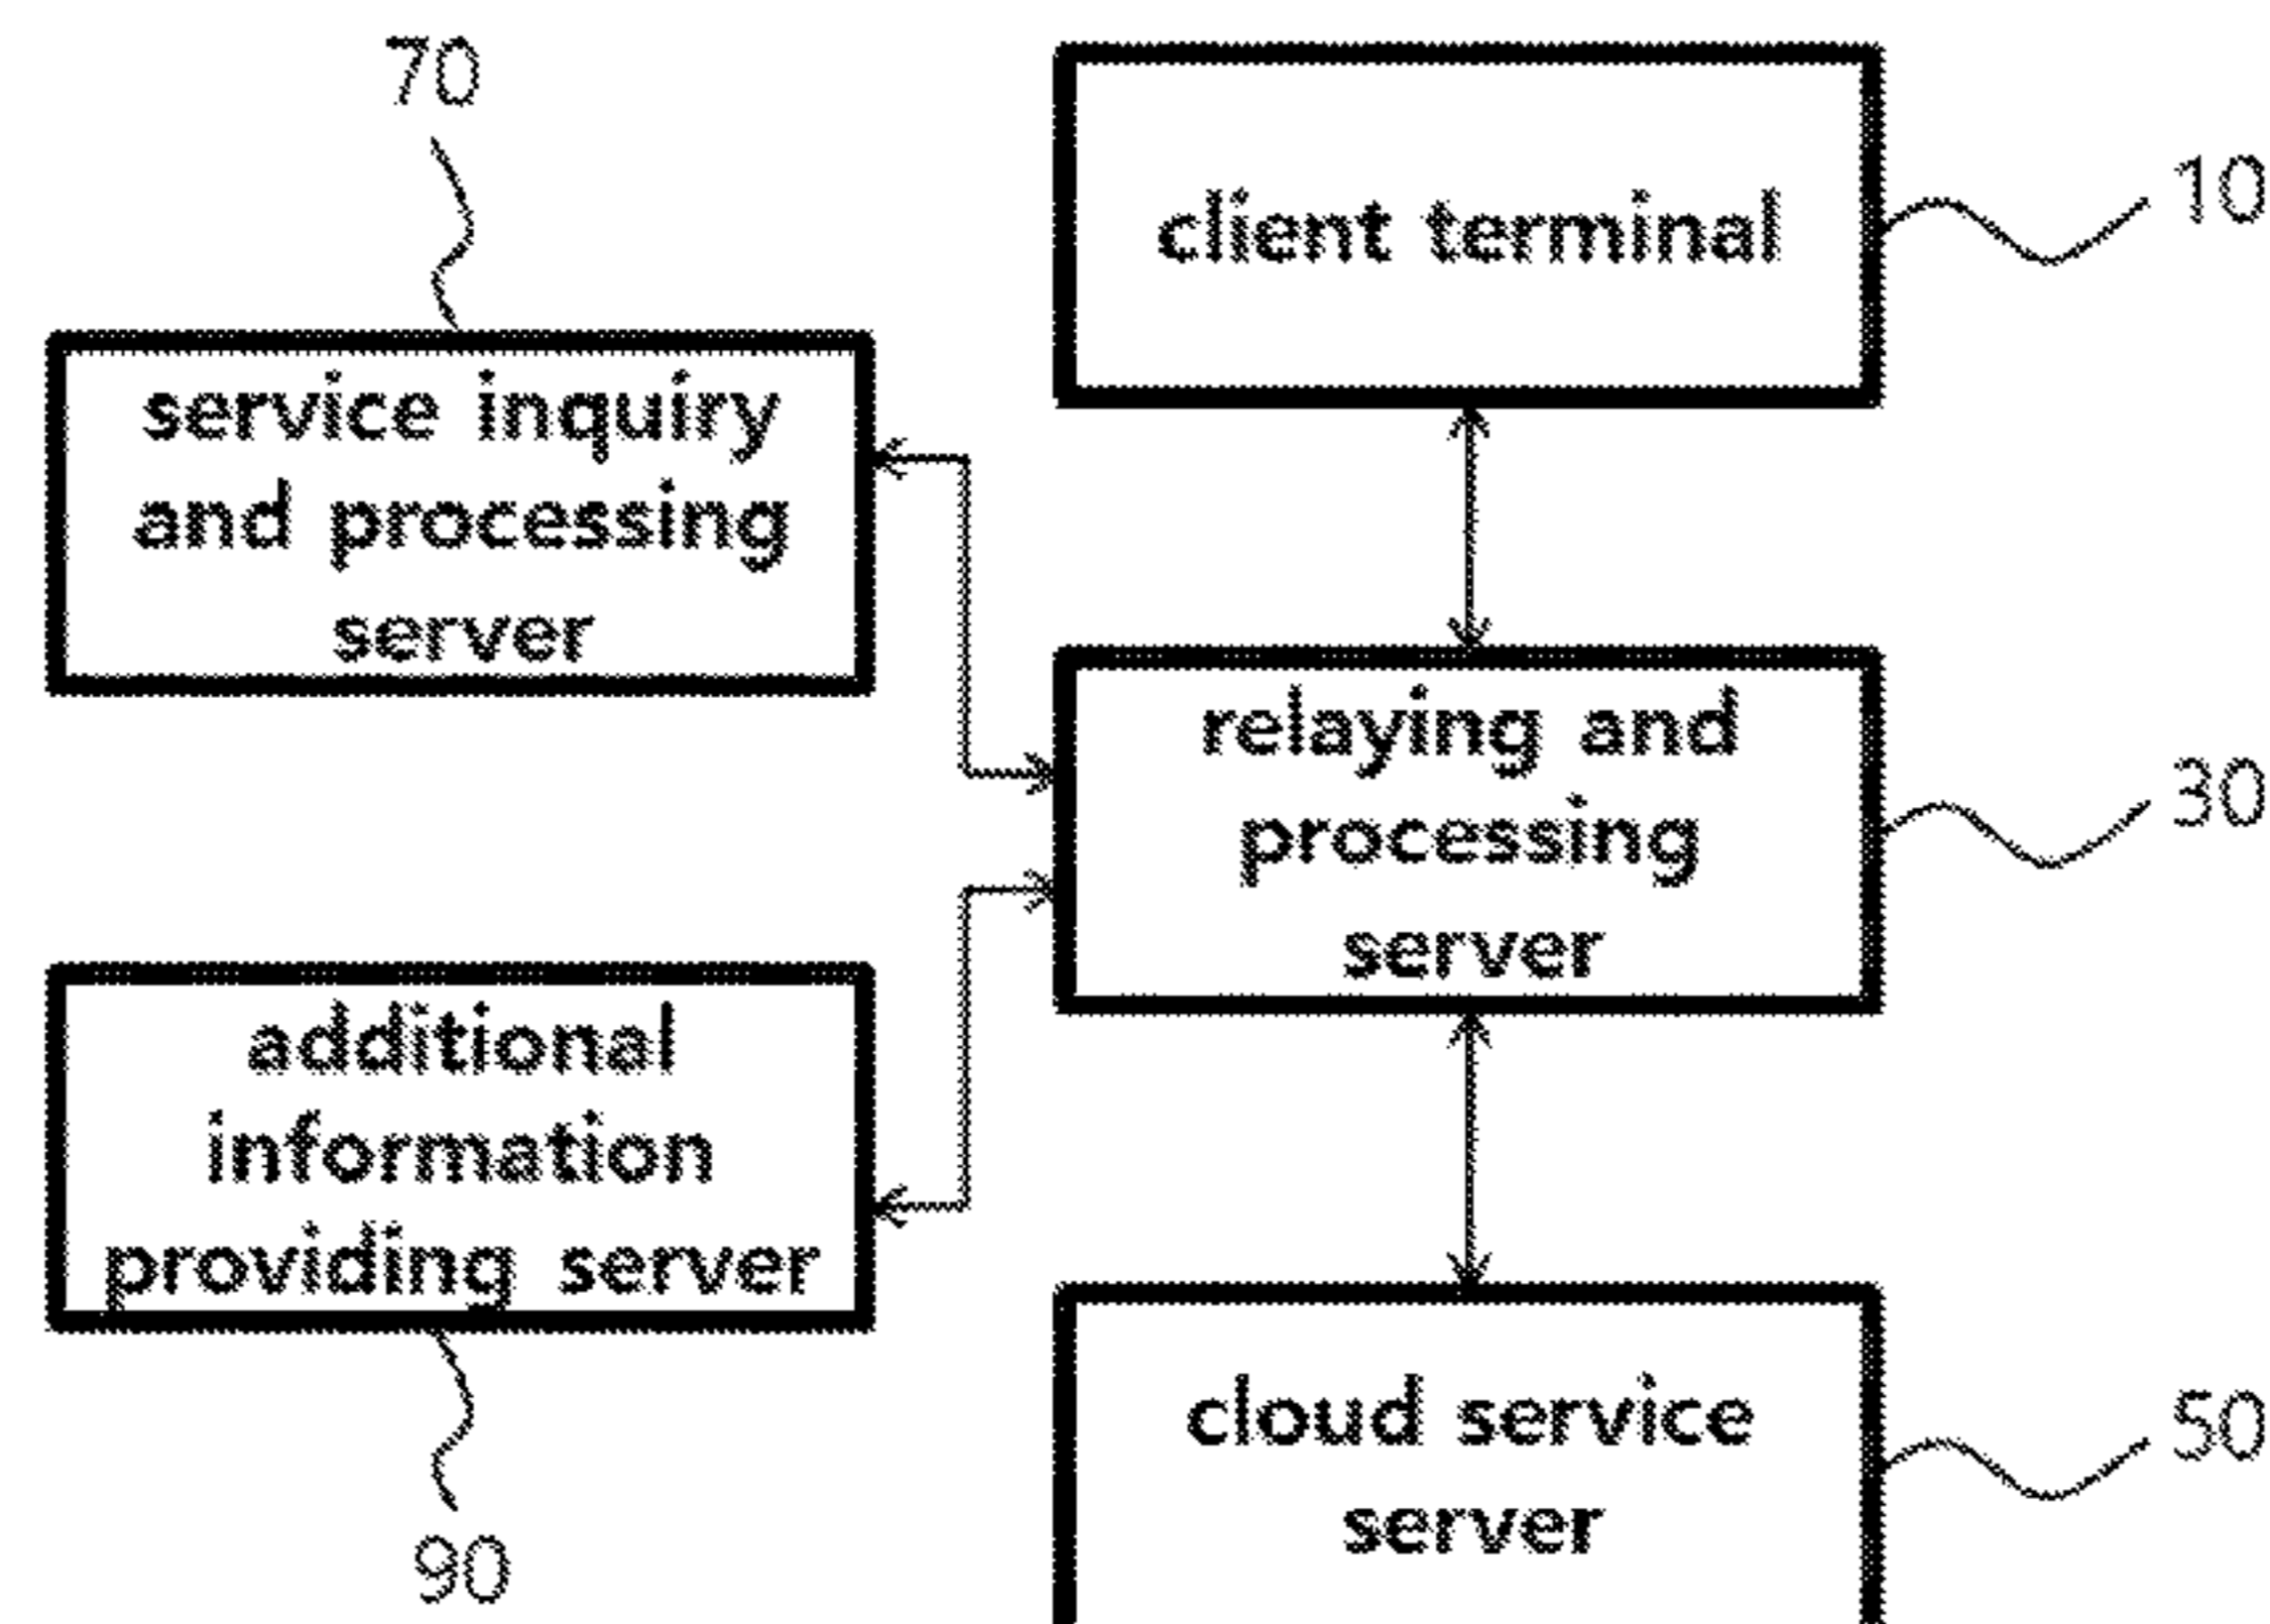 70
client terminal
10
service inquiry
and processing
server
relaying and
processing
server
30
additional
information
providing server
cloud service
server
50
90